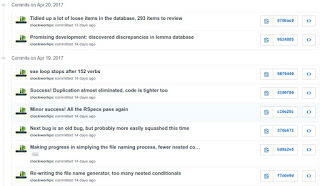 Commits on Apr 20, 2017
Tidied up a lot of loose items in the database, 293 items to review
clockworkpc committed 13 days ago
Promising development: discovered discrepancies in lemma database
clockworkpc committed 14 days ago
Commits on Apr 19, 2017
vae loop stops after 152 verbs
clockworkpc committed 14 days ago
Success! Duplication almost eliminated, code is tighter too
clockworkpc committed 14 days ago
Minor success! All the RSpecs pass again
clockworkpc committed 14 days ago
Next bug is an old bug, but probably more easily squashed this time
clockworkpc committed 14 days ago
Making progress in simplifying the file naming process, fewer nested co…
clockworkpc committed 14 days ago
Re-writing the file name generator, too many nested conditionals
clockworkpc committed 14 days ago